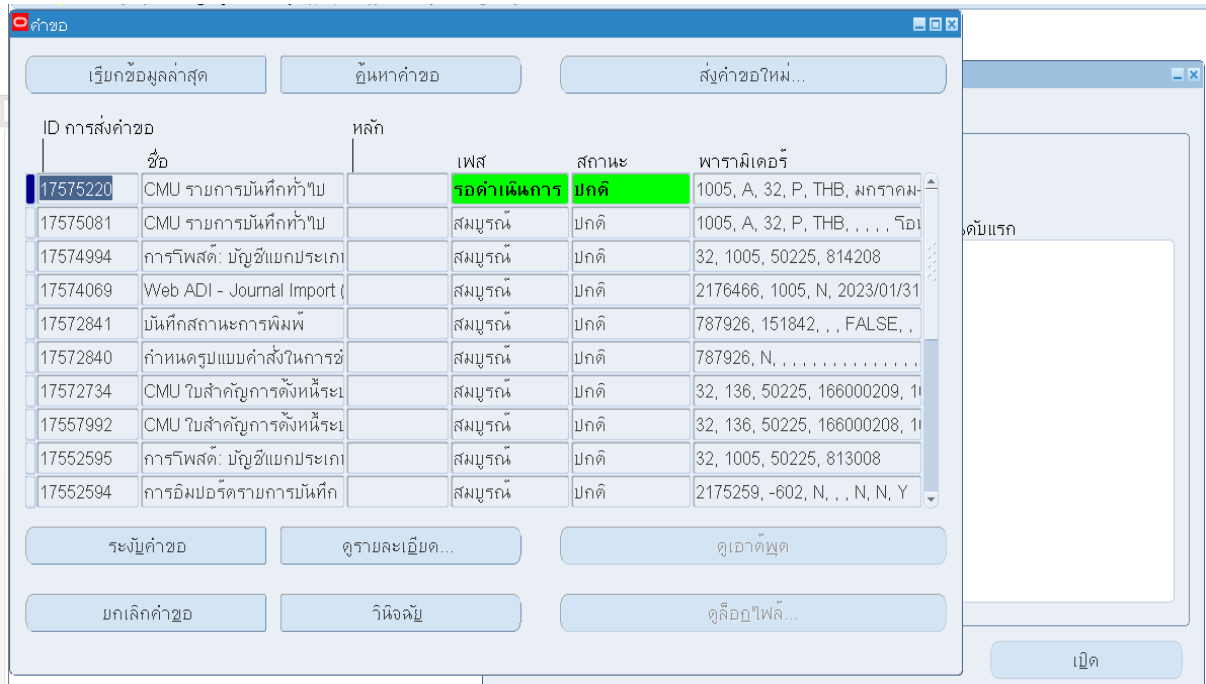 คำขอ
เรียกข้อมูลล่าสุด ค้นหาคำขอ ส่งคำขอใหม่...
ID การส่งคำขอ หลัก
ชื่อ เฟส สถานะ พารามิเตอร์
17575220 CMU รายการบันทึกทั่วไป รอดำเนินการ ปกติ 1005, A, 32, P, THB, มกราคม-
17575081 CMU รายการบันทึกทั่วไป สมบูรณ์ ปกติ 1005, A, 32, P, THB, , , , , โอน
17574994 การโพสต์: บัญชีแยกประเภท สมบูรณ์ ปกติ 32, 1005, 50225, 814208
17574069 Web ADI - Journal Import ( สมบูรณ์ ปกติ 2176466, 1005, N, 2023/01/31
17572841 บันทึกสถานะการพิมพ์ สมบูรณ์ ปกติ 787926, 151842, , , FALSE, ,
17572840 กำหนดรูปแบบคำสั่งในการชำ สมบูรณ์ ปกติ 787926, N, , , , , , , , , , , , , , ,
17572734 CMU ใบสำคัญการตั้งหนี้ระบ สมบูรณ์ ปกติ 32, 136, 50225, 166000209, 1
17557992 CMU ใบสำคัญการตั้งหนี้ระบ สมบูรณ์ ปกติ 32, 136, 50225, 166000208, 1
17552595 การโพสต์: บัญชีแยกประเภท สมบูรณ์ ปกติ 32, 1005, 50225, 813008
17552594 การอิมปอร์ตรายการบันทึก สมบูรณ์ ปกติ 2175259, -602, N, , , N, N, Y
ดับแรก
ระงับคำขอ ดูรายละเอียด... ดูเอาต์พุต
ยกเลิกคำขอ วินิจฉัย ดูล็อกไฟล์...
เปิด